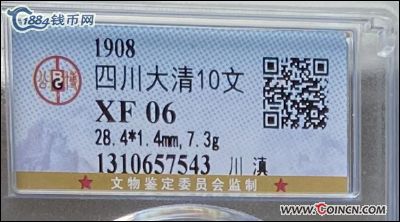 1884钱币网
1908
四川大清10文
XF 06
28.4*1.4mm,7.3g
1310657543 川滇
文物鉴定委员会监制
www.COINCN.com